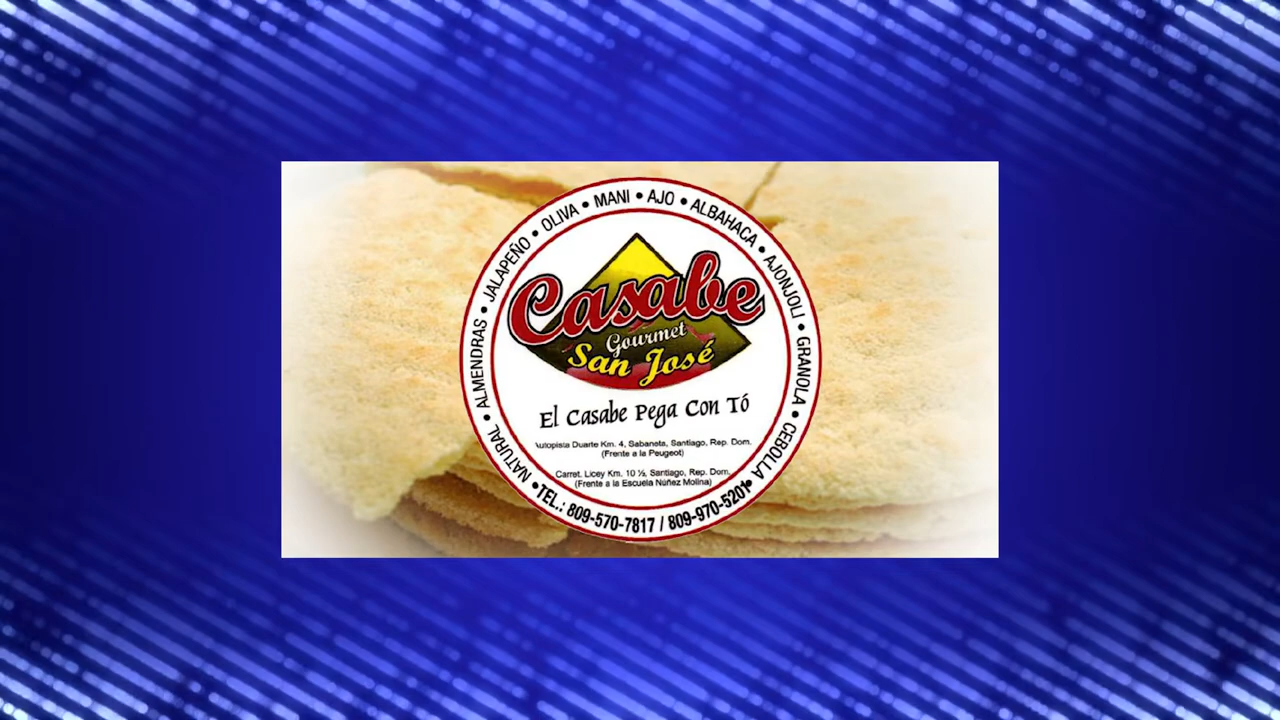 NATURAL • ALMENDRAS • JALAPEÑO • OLIVA • MANI • AJO • ALBAHACA • AJONJOLI • GRANOLA • CEBOLLA
Casabe
Gourmet
San José
El Casabe Pega Con Tó
Autopista Duarte Km. 4, Sabaneta, Santiago, Rep. Dom.
(Frente a la Peugeot)
Carret. Licey Km. 10 ½, Santiago, Rep. Dom.
(Frente a la Escuela Núñez Molina)
•TEL.: 809-570-7817 / 809-970-5201•